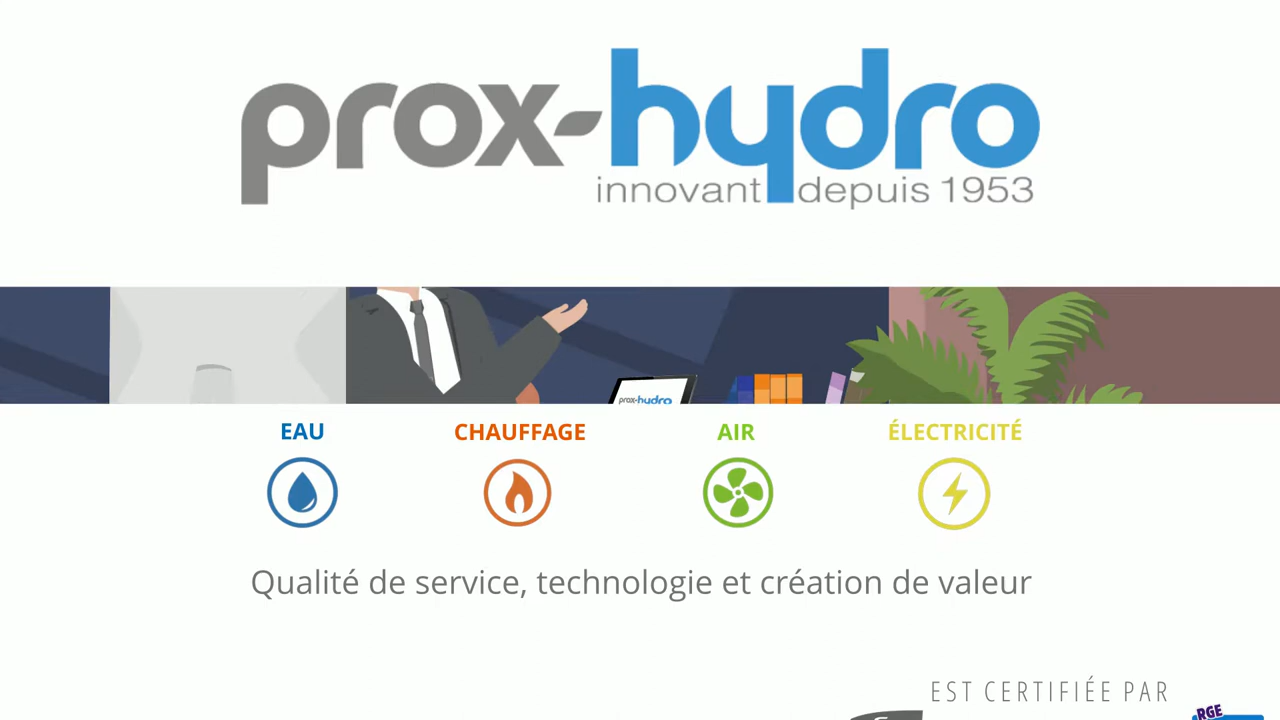 prox-hydro
innovant depuis 1953
prox-hydro
EAU CHAUFFAGE AIR ÉLECTRICITÉ
Qualité de service, technologie et création de valeur
EST CERTIFIÉE PAR
RGE